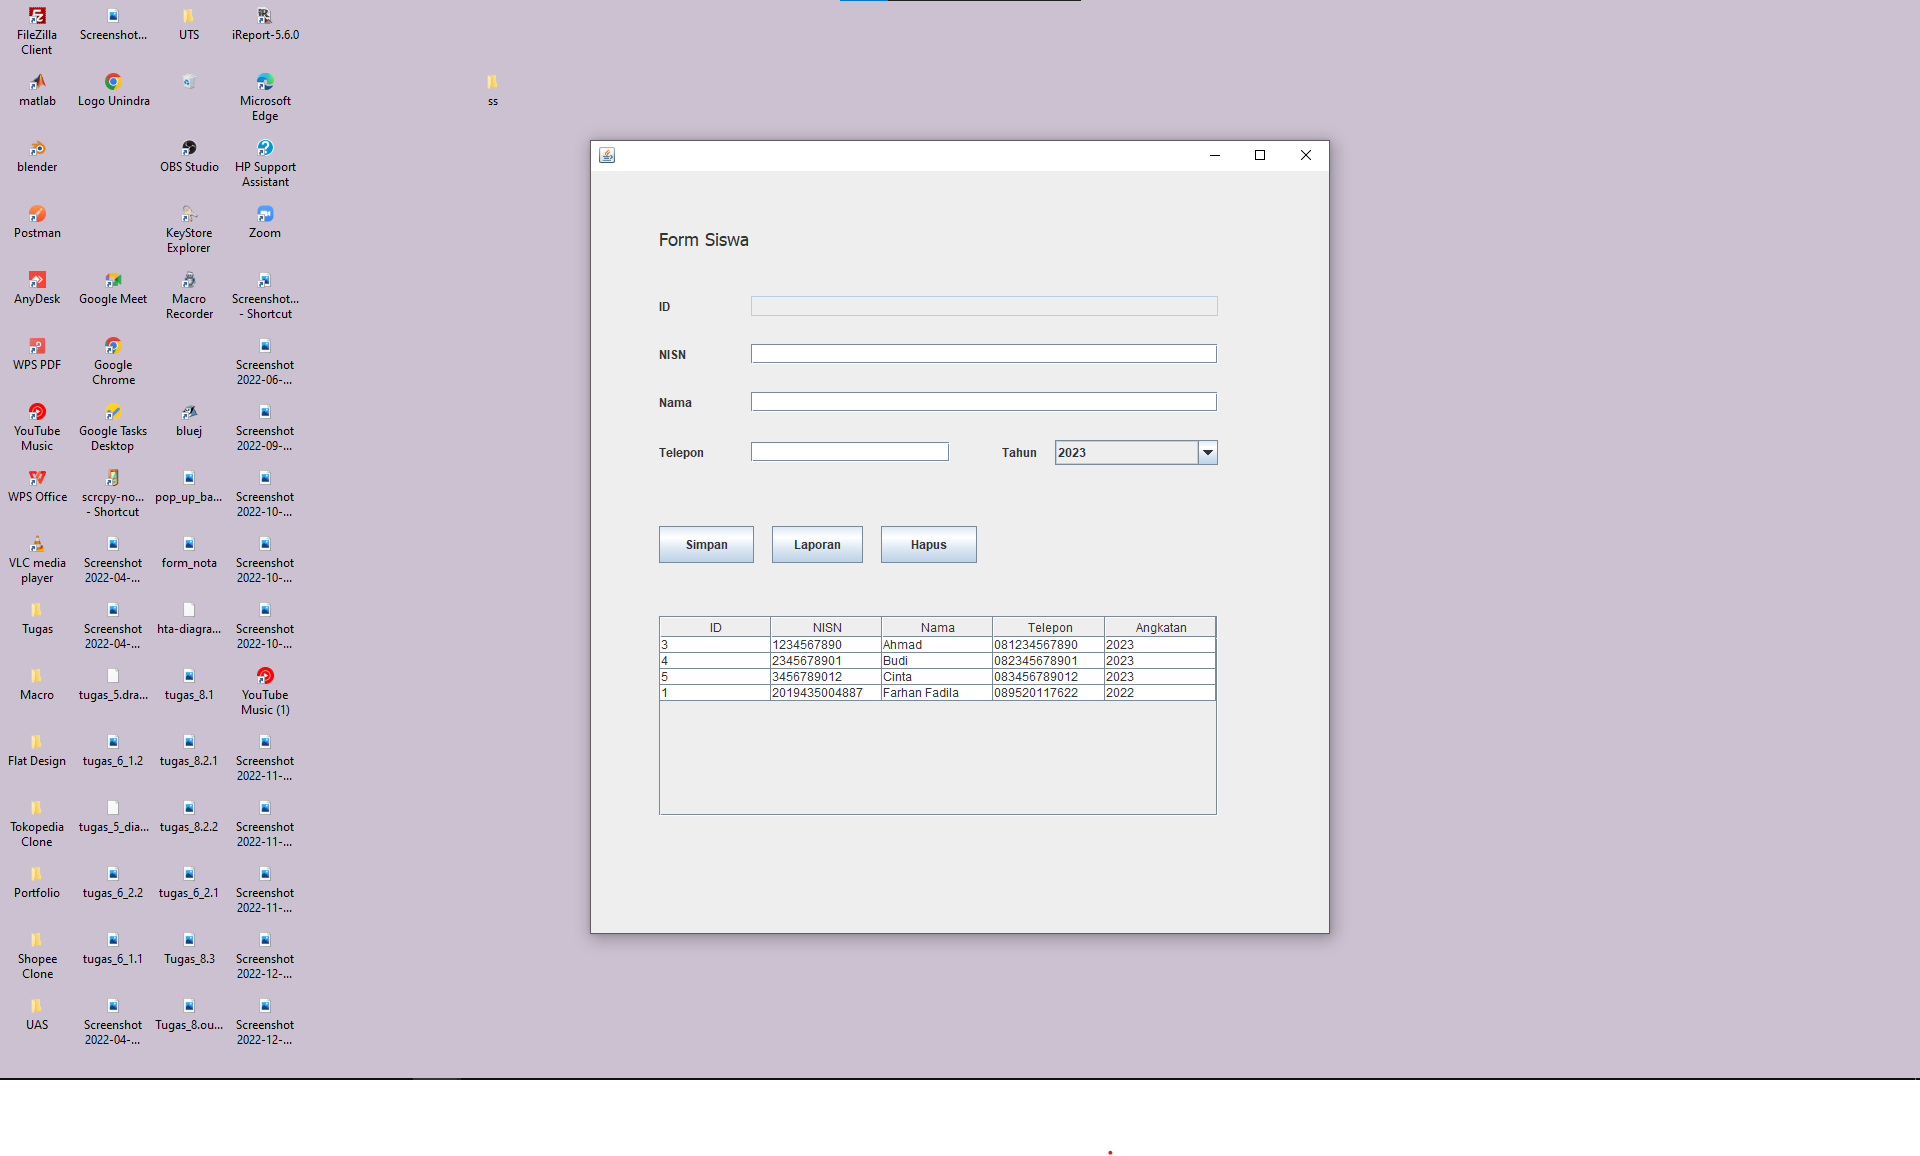 FileZilla
Client
Screenshot...
UTS
iReport-5.6.0
matlab
Logo Unindra
Microsoft
Edge
ss
blender
OBS Studio
HP Support
Assistant
Postman
KeyStore
Explorer
Zoom
AnyDesk
Google Meet
Macro
Recorder
Screenshot...
- Shortcut
WPS PDF
Google
Chrome
Screenshot
2022-06-...
YouTube
Music
Google Tasks
Desktop
bluej
Screenshot
2022-09-...
WPS Office
scrcpy-no...
- Shortcut
pop_up_ba...
Screenshot
2022-10-...
VLC media
player
Screenshot
2022-04-...
form_nota
Screenshot
2022-10-...
Tugas
Screenshot
2022-04-...
hta-diagra...
Screenshot
2022-10-...
Macro
tugas_5.dra...
tugas_8.1
YouTube
Music (1)
Flat Design
tugas_6_1.2
tugas_8.2.1
Screenshot
2022-11-...
Tokopedia
Clone
tugas_5_dia...
tugas_8.2.2
Screenshot
2022-11-...
Portfolio
tugas_6_2.2
tugas_6_2.1
Screenshot
2022-11-...
Shopee
Clone
tugas_6_1.1
Tugas_8.3
Screenshot
2022-12-...
UAS
Screenshot
2022-04-...
Tugas_8.ou...
Screenshot
2022-12-...
Form Siswa
ID
NISN
Nama
Telepon
Tahun 2023
Simpan Laporan Hapus
ID NISN Nama Telepon Angkatan
3 1234567890 Ahmad 081234567890 2023
4 2345678901 Budi 082345678901 2023
5 3456789012 Cinta 083456789012 2023
1 2019435004887 Farhan Fadila 089520117622 2022